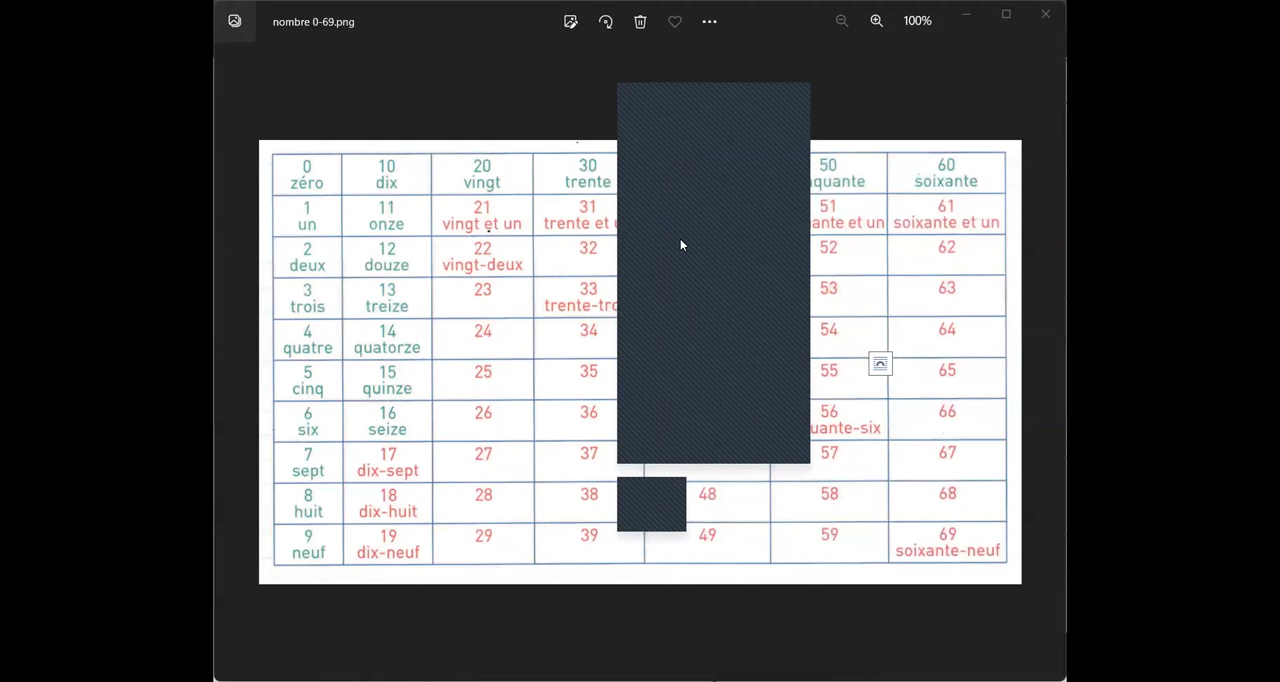 nombre 0-69.png
100%
0 10 20 30 50 60
zéro dix vingt trente quante soixante
1 11 21 31 51 61
un onze vingt et un trente et ante et un soixante et un
2 12 22 32 52 62
deux douze vingt-deux
3 13 23 33 53 63
trois treize trente-tro
4 14 24 34 54 64
quatre quatorze
5 15 25 35 55 65
cinq quinze
6 16 26 36 56 66
six seize uante-six
7 17 27 37 57 67
sept dix-sept
8 18 28 38 48 58 68
huit dix-huit
9 19 29 39 49 59 69
neuf dix-neuf soixante-neuf